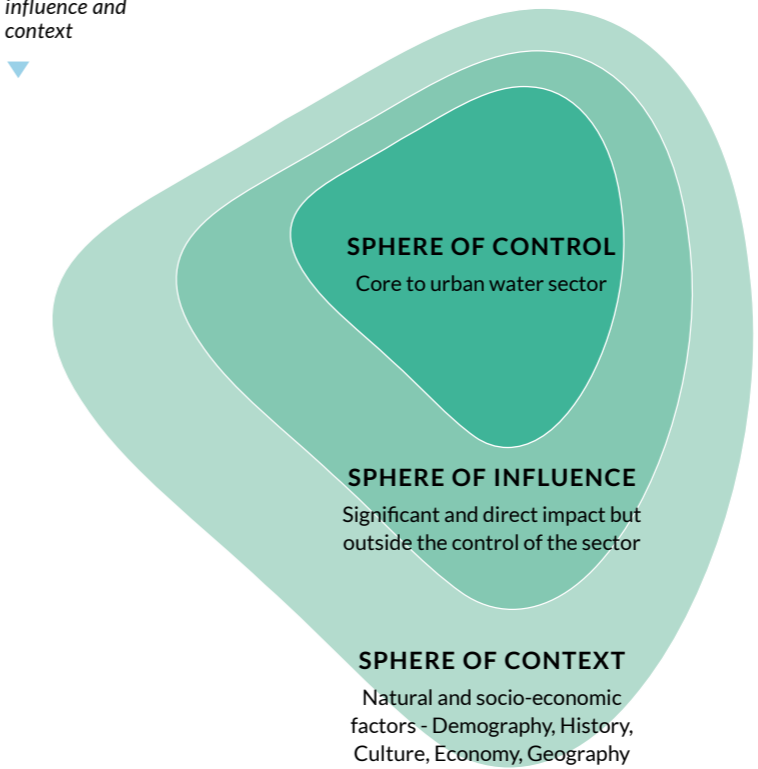 influence and
context
SPHERE OF CONTROL
Core to urban water sector
SPHERE OF INFLUENCE
Significant and direct impact but
outside the control of the sector
SPHERE OF CONTEXT
Natural and socio-economic
factors - Demography, History,
Culture, Economy, Geography